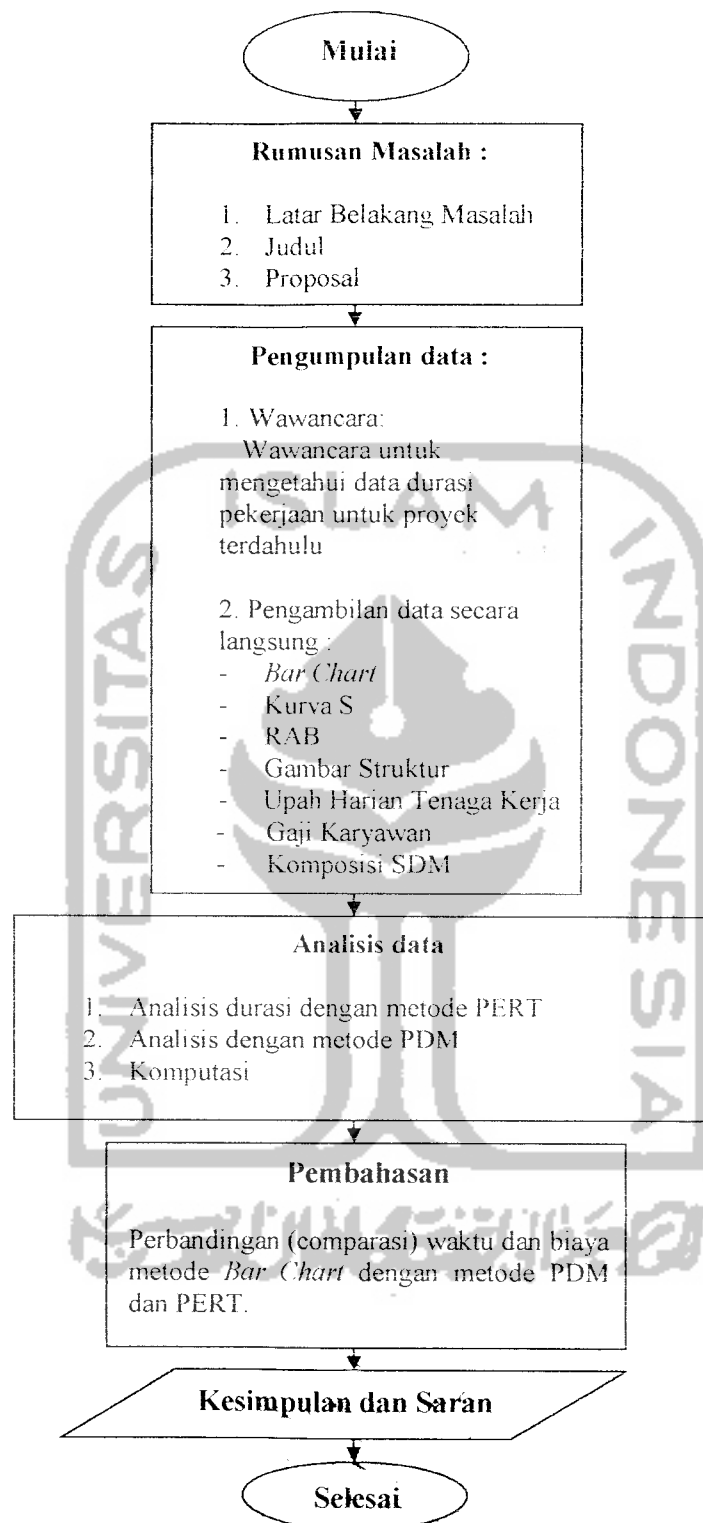 Mulai
Rumusan Masalah :
1. Latar Belakang Masalah
2. Judul
3. Proposal
Pengumpulan data :
1. Wawancara:
Wawancara untuk
mengetahui data durasi
pekerjaan untuk proyek
terdahulu
2. Pengambilan data secara
langsung :
- Bar Chart
- Kurva S
- RAB
- Gambar Struktur
- Upah Harian Tenaga Kerja
- Gaji Karyawan
- Komposisi SDM
Analisis data
1. Analisis durasi dengan metode PERT
2. Analisis dengan metode PDM
3. Komputasi
Pembahasan
Perbandingan (comparasi) waktu dan biaya
metode Bar Chart dengan metode PDM
dan PERT.
Kesimpulan dan Saran
Selesai
UNIVERSITAS
ISLAM
INDONESIA